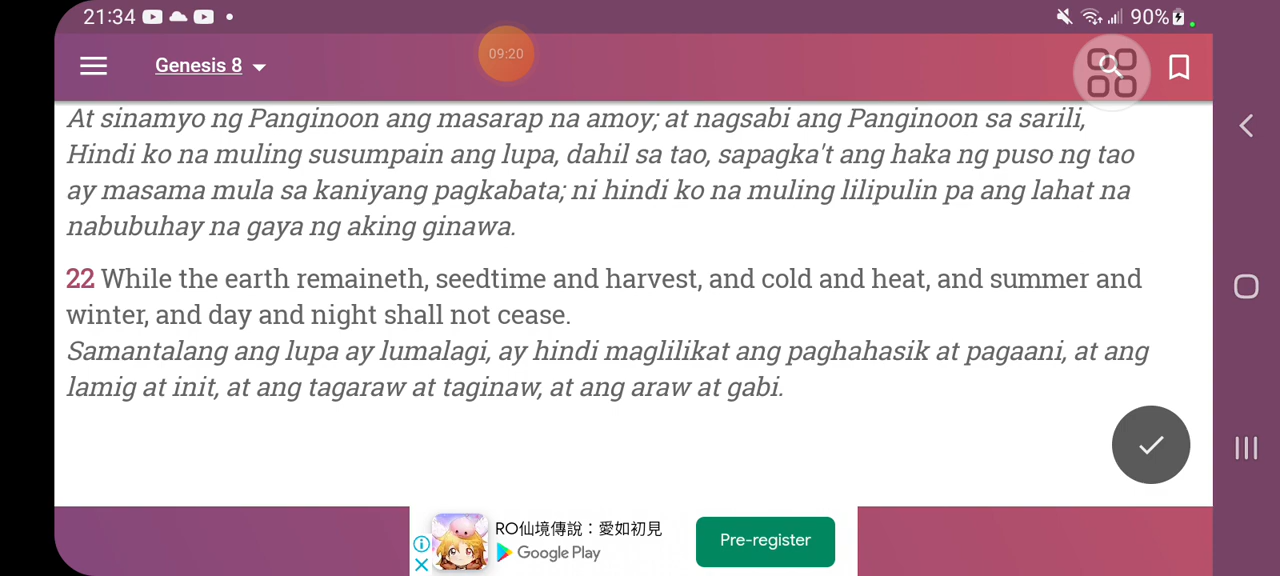 21:34
90%
Genesis 8
09:20
At sinamyo ng Panginoon ang masarap na amoy; at nagsabi ang Panginoon sa sarili,
Hindi ko na muling susumpain ang lupa, dahil sa tao, sapagka't ang haka ng puso ng tao
ay masama mula sa kaniyang pagkabata; ni hindi ko na muling lilipulin pa ang lahat na
nabubuhay na gaya ng aking ginawa.
22 While the earth remaineth, seedtime and harvest, and cold and heat, and summer and
winter, and day and night shall not cease.
Samantalang ang lupa ay lumalagi, ay hindi maglilikat ang paghahasik at pagaani, at ang
lamig at init, at ang tagaraw at taginaw, at ang araw at gabi.
RO仙境傳說：愛如初見
Google Play
Pre-register